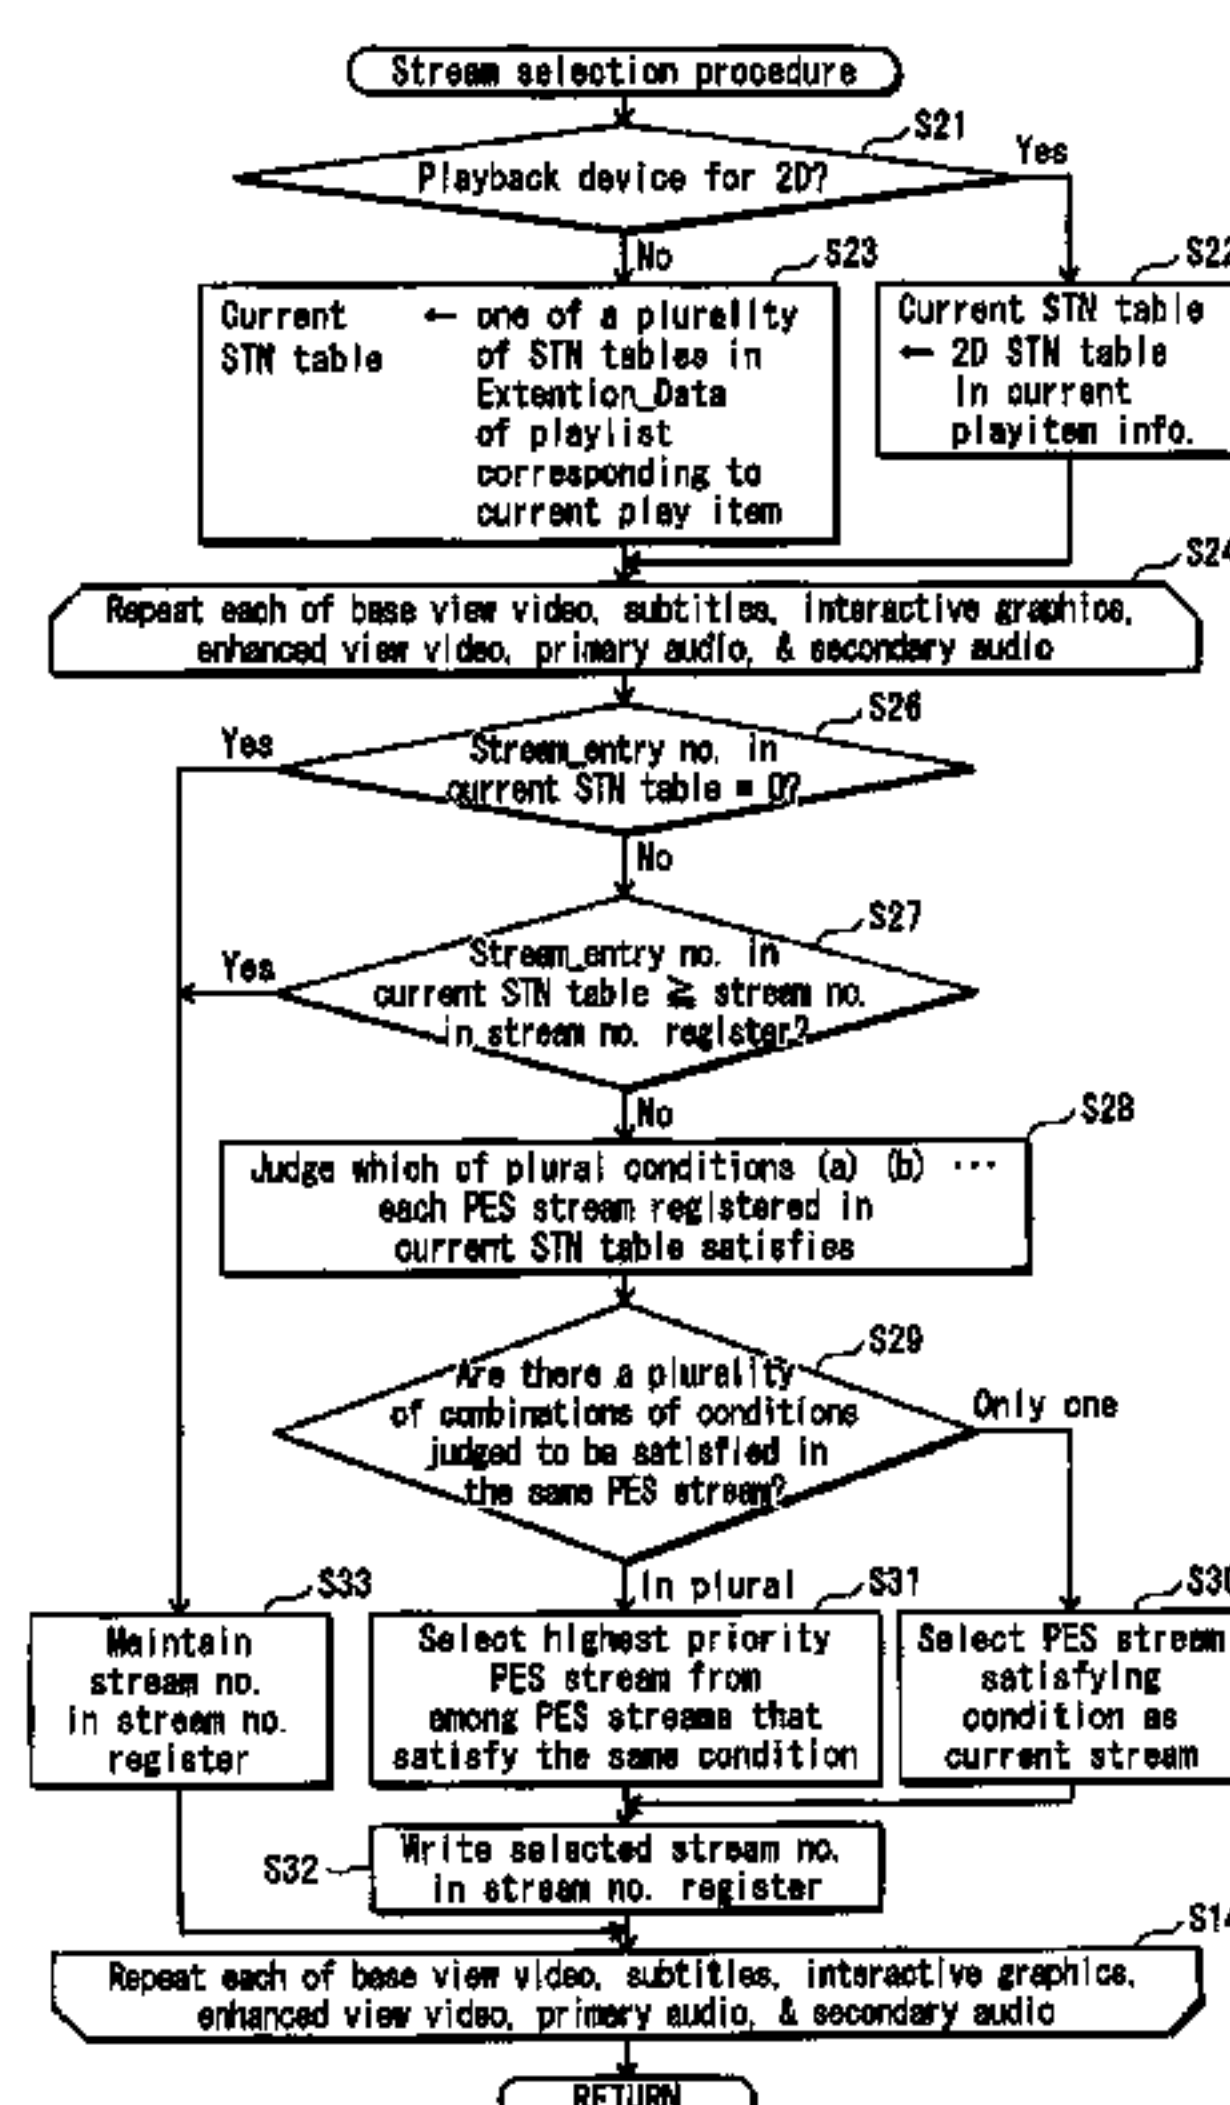 Stream selection procedure
S21
Yes
Playback device for 2D?
No
S23
S22
Current ← one of a plurality
STN table of STN tables in
Extention_Data
of playlist
corresponding to
current play item
Current STN table
← 2D STN table
in current
playitem info.
S24
Repeat each of base view video, subtitles, interactive graphics,
enhanced view video, primary audio, & secondary audio
S26
Yes
Stream_entry no. in
current STN table = 0?
No
S27
Yes
Stream_entry no. in
current STN table ≧ stream no.
in stream no. register?
No
S28
Judge which of plural conditions (a) (b) ···
each PES stream registered in
current STN table satisfies
S29
Are there a plurality
of combinations of conditions
judged to be satisfied in
the same PES stream?
Only one
In plural
S33
S31
S30
Maintain
stream no.
in stream no.
register
Select highest priority
PES stream from
among PES streams that
satisfy the same condition
Select PES stream
satisfying
condition as
current stream
S32
Write selected stream no.
in stream no. register
S14
Repeat each of base view video, subtitles, interactive graphics,
enhanced view video, primary audio, & secondary audio
RETURN